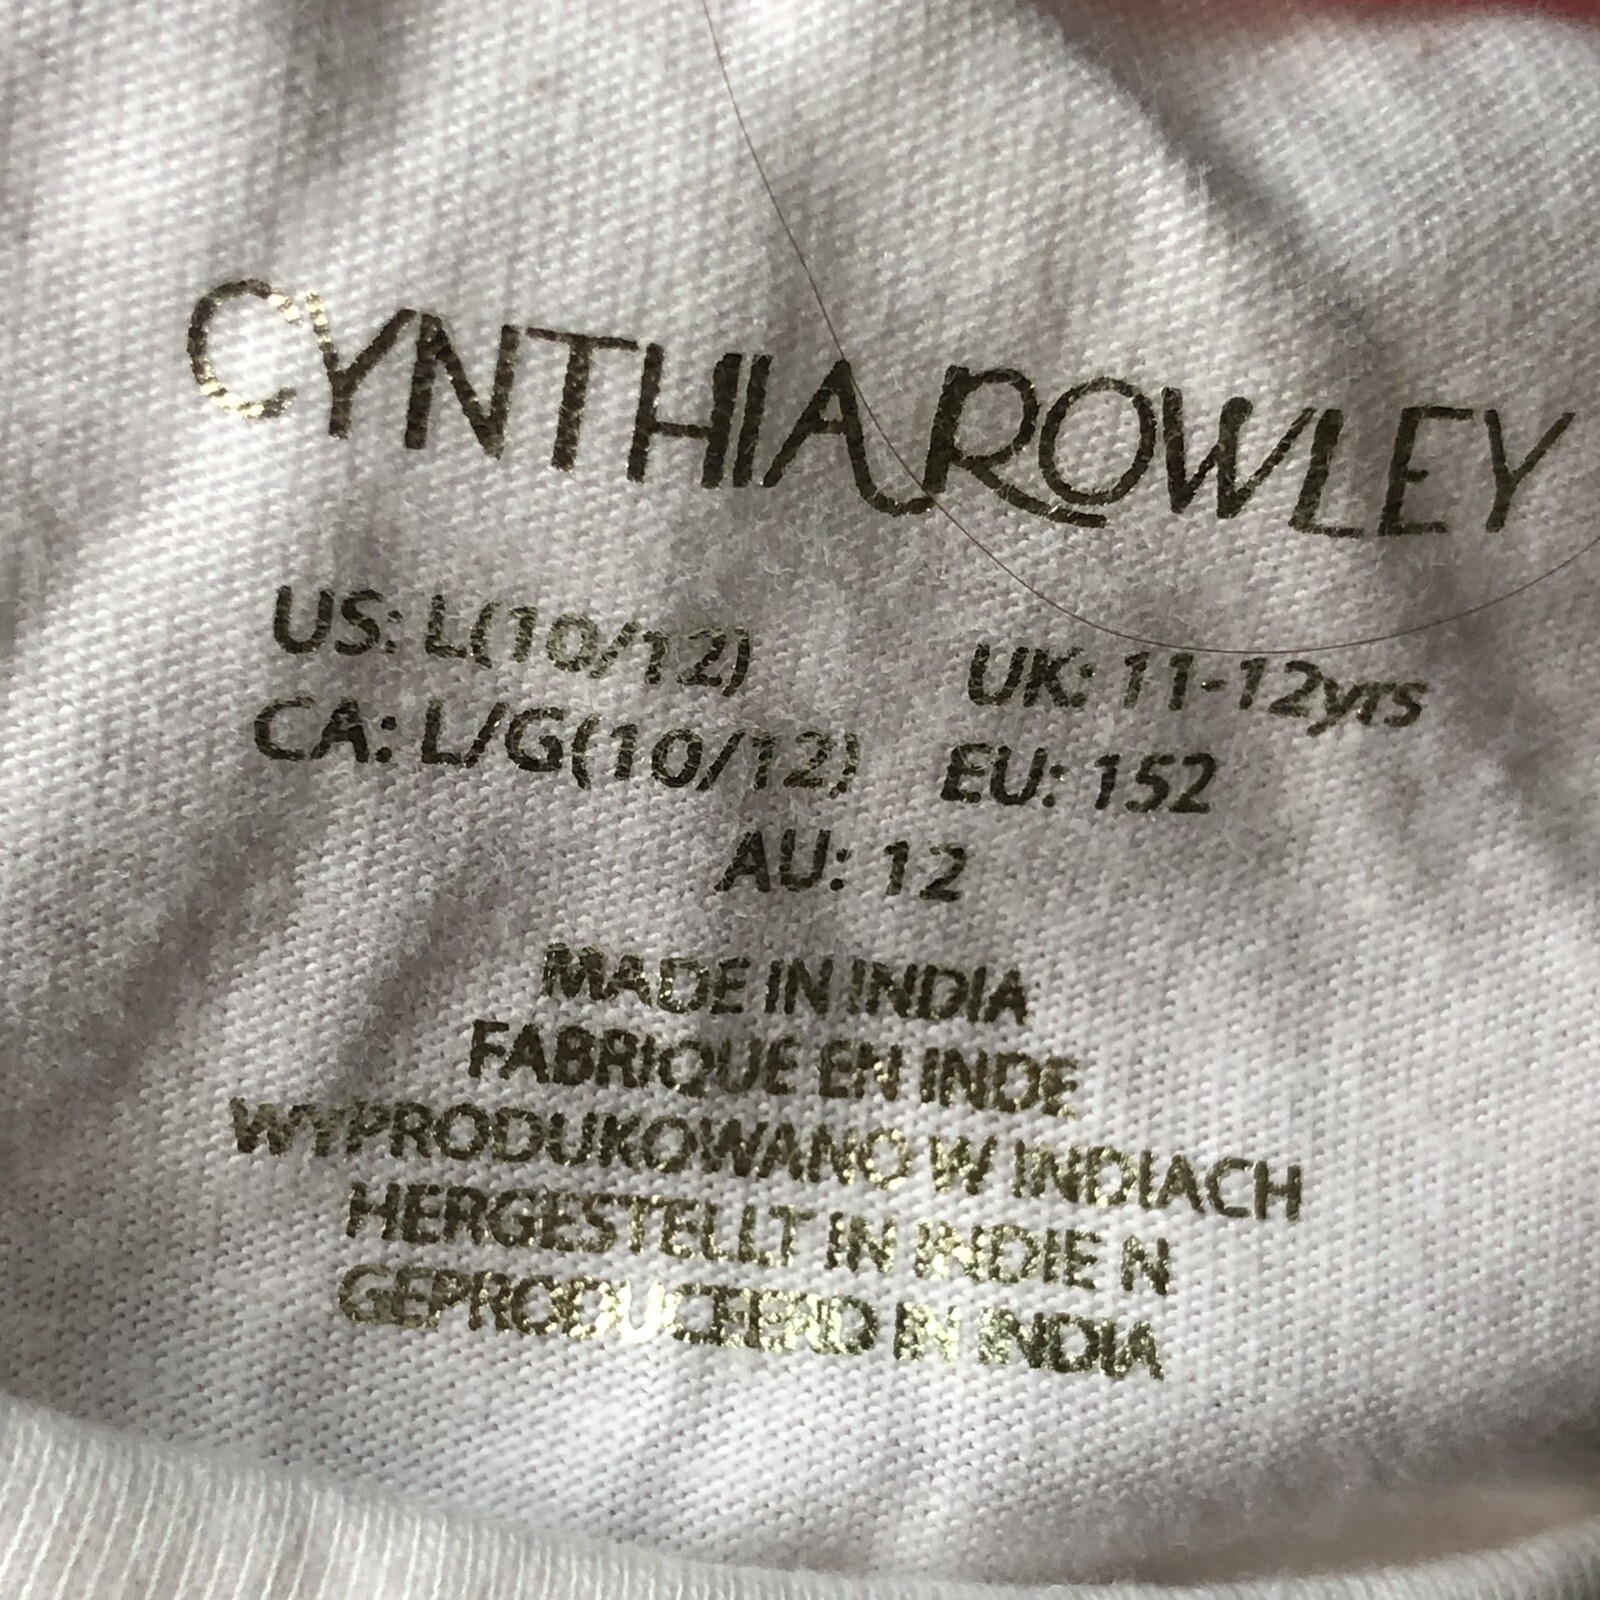 CYNTHIA ROWLEY
US: L(10/12) UK: 11-12yrs
CA: L/G(10/12) EU: 152
AU: 12
MADE IN INDIA
FABRIQUE EN INDE
WYPRODUKOWANO W INDIACH
HERGESTELLT IN INDIE N
GEPRODUCEEND IN INDIA